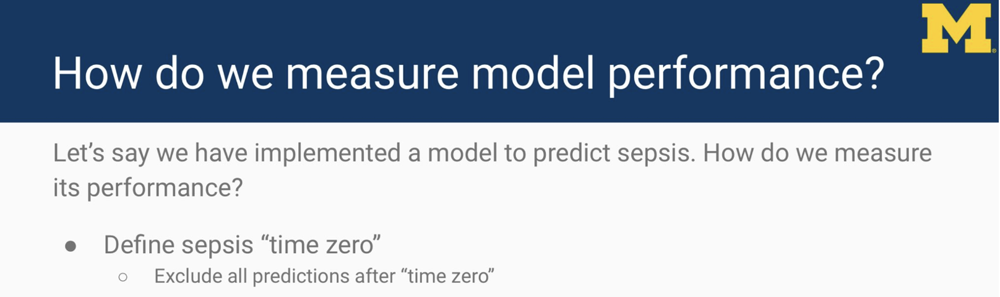 M
How do we measure model performance?
Let’s say we have implemented a model to predict sepsis. How do we measure
its performance?
● Define sepsis “time zero”
○ Exclude all predictions after “time zero”